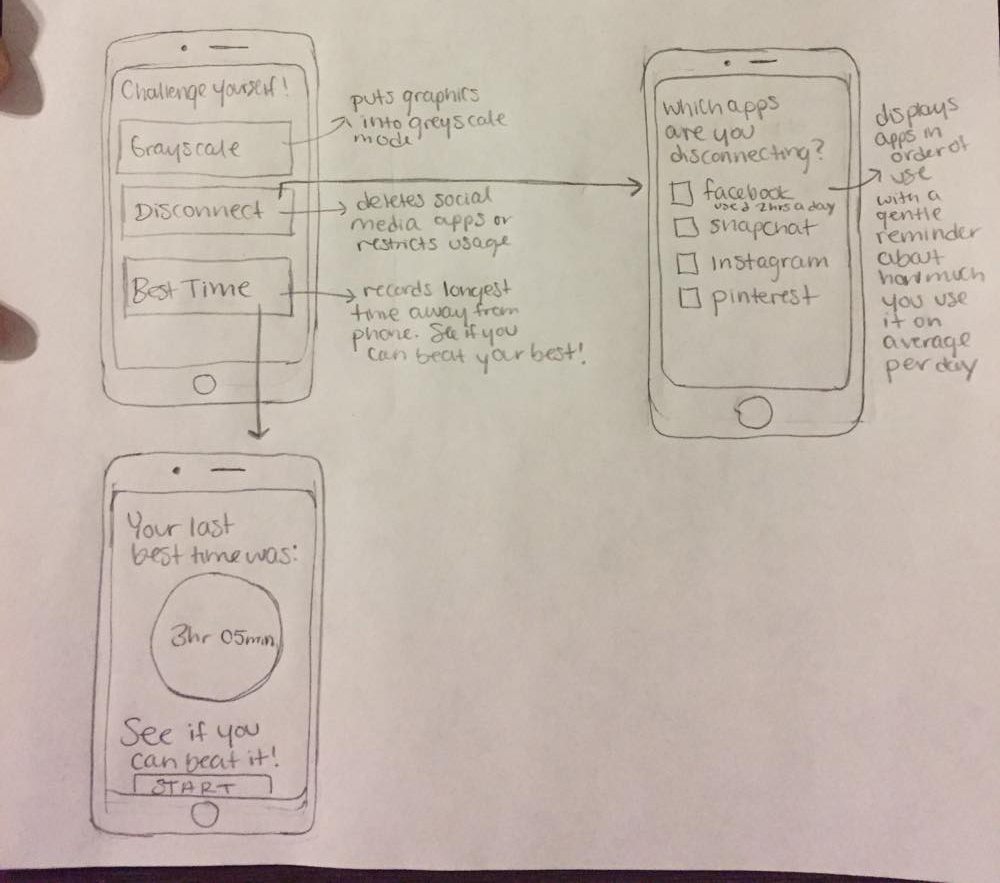 Challenge yourself!
Grayscale
Disconnect
Best Time
puts graphics
into greyscale
mode
deletes social
media apps or
restricts usage
records longest
time away from
phone. See if you
can beat your best!
which apps
are you
disconnecting?
facebook
used 2hrs a day
snapchat
instagram
pinterest
displays
apps in
order of
use
with a
gentle
reminder
about
how much
you use
it on
average
per day
Your last
best time was:
3hr 05min
See if you
can beat it!
START